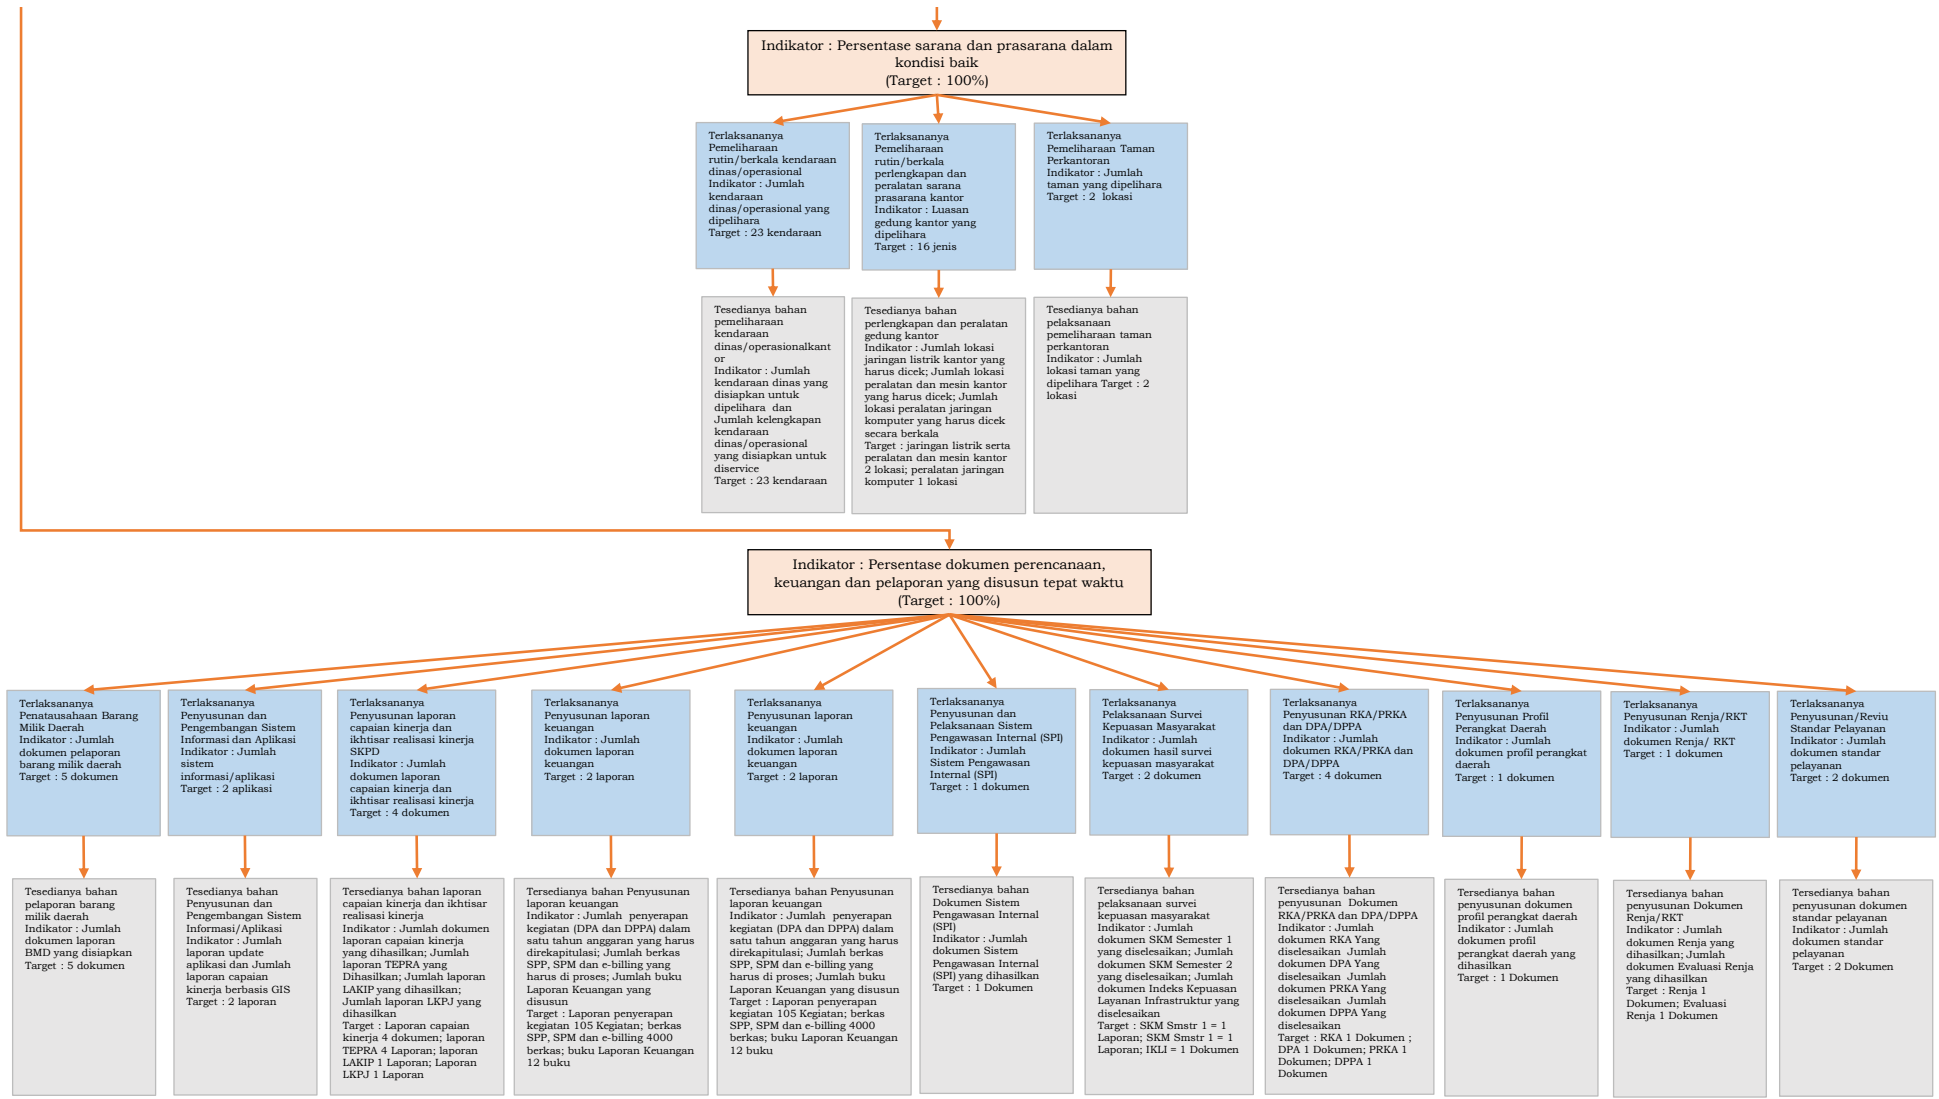 Indikator : Persentase sarana dan prasarana dalam
kondisi baik
(Target : 100%)
Terlaksananya
Pemeliharaan
rutin/berkala kendaraan
dinas/operasional
Indikator : Jumlah
kendaraan
dinas/operasional yang
dipelihara
Target : 23 kendaraan
Terlaksananya
Pemeliharaan
rutin/berkala
perlengkapan dan
peralatan sarana
prasarana kantor
Indikator : Luasan
gedung kantor yang
dipelihara
Target : 16 jenis
Terlaksananya
Pemeliharaan Taman
Perkantoran
Indikator : Jumlah
taman yang dipelihara
Target : 2 lokasi
Tesedianya bahan
pemeliharaan
kendaraan
dinas/operasionalkant
or
Indikator : Jumlah
kendaraan dinas yang
disiapkan untuk
dipelihara dan
Jumlah kelengkapan
kendaraan
dinas/operasional
yang disiapkan untuk
diservice
Target : 23 kendaraan
Tesedianya bahan
perlengkapan dan peralatan
gedung kantor
Indikator : Jumlah lokasi
jaringan listrik kantor yang
harus dicek; Jumlah lokasi
peralatan dan mesin kantor
yang harus dicek; Jumlah
lokasi peralatan jaringan
komputer yang harus dicek
secara berkala
Target : jaringan listrik serta
peralatan dan mesin kantor
2 lokasi; peralatan jaringan
komputer 1 lokasi
Tesedianya bahan
pelaksanaan
pemeliharaan taman
perkantoran
Indikator : Jumlah
lokasi taman yang
dipelihara Target : 2
lokasi
Indikator : Persentase dokumen perencanaan,
keuangan dan pelaporan yang disusun tepat waktu
(Target : 100%)
Terlaksananya
Penatausahaan Barang
Milik Daerah
Indikator : Jumlah
dokumen pelaporan
barang milik daerah
Target : 5 dokumen
Terlaksananya
Penyusunan dan
Pengembangan Sistem
Informasi dan Aplikasi
Indikator : Jumlah
sistem
informasi/aplikasi
Target : 2 aplikasi
Terlaksananya
Penyusunan laporan
capaian kinerja dan
ikhtisar realisasi kinerja
SKPD
Indikator : Jumlah
dokumen laporan
capaian kinerja dan
ikhtisar realisasi kinerja
Target : 4 dokumen
Terlaksananya
Penyusunan laporan
keuangan
Indikator : Jumlah
dokumen laporan
keuangan
Target : 2 laporan
Terlaksananya
Penyusunan laporan
keuangan
Indikator : Jumlah
dokumen laporan
keuangan
Target : 2 laporan
Terlaksananya
Penyusunan dan
Pelaksanaan Sistem
Pengawasan Internal (SPI)
Indikator : Jumlah
Sistem Pengawasan
Internal (SPI)
Target : 1 dokumen
Terlaksananya
Pelaksanaan Survei
Kepuasan Masyarakat
Indikator : Jumlah
dokumen hasil survei
kepuasan masyarakat
Target : 2 dokumen
Terlaksananya
Penyusunan RKA/PRKA
dan DPA/DPPA
Indikator : Jumlah
dokumen RKA/PRKA dan
DPA/DPPA
Target : 4 dokumen
Terlaksananya
Penyusunan Profil
Perangkat Daerah
Indikator : Jumlah
dokumen profil perangkat
daerah
Target : 1 dokumen
Terlaksananya
Penyusunan Renja/RKT
Indikator : Jumlah
dokumen Renja/ RKT
Target : 1 dokumen
Terlaksananya
Penyusunan/Reviu
Standar Pelayanan
Indikator : Jumlah
dokumen standar
pelayanan
Target : 2 dokumen
Tesedianya bahan
pelaporan barang
milik daerah
Indikator : Jumlah
dokumen laporan
BMD yang disiapkan
Target : 5 dokumen
Tesedianya bahan
Penyusunan dan
Pengembangan Sistem
Informasi/Aplikasi
Indikator : Jumlah
laporan update
aplikasi dan Jumlah
laporan capaian
kinerja berbasis GIS
Target : 2 laporan
Tersedianya bahan laporan
capaian kinerja dan ikhtisar
realisasi kinerja
Indikator : Jumlah dokumen
laporan capaian kinerja
yang dihasilkan; Jumlah
laporan TEPRA yang
Dihasilkan; Jumlah laporan
LAKIP yang dihasilkan;
Jumlah laporan LKPJ yang
dihasilkan
Target : Laporan capaian
kinerja 4 dokumen; laporan
TEPRA 4 Laporan; laporan
LAKIP 1 Laporan; Laporan
LKPJ 1 Laporan
Tersedianya bahan Penyusunan
laporan keuangan
Indikator : Jumlah penyerapan
kegiatan (DPA dan DPPA) dalam
satu tahun anggaran yang harus
direkapitulasi; Jumlah berkas
SPP, SPM dan e-billing yang
harus di proses; Jumlah buku
Laporan Keuangan yang
disusun
Target : Laporan penyerapan
kegiatan 105 Kegiatan; berkas
SPP, SPM dan e-billing 4000
berkas; buku Laporan Keuangan
12 buku
Tersedianya bahan Penyusunan
laporan keuangan
Indikator : Jumlah penyerapan
kegiatan (DPA dan DPPA) dalam
satu tahun anggaran yang harus
direkapitulasi; Jumlah berkas
SPP, SPM dan e-billing yang
harus di proses; Jumlah buku
Laporan Keuangan yang disusun
Target : Laporan penyerapan
kegiatan 105 Kegiatan; berkas
SPP, SPM dan e-billing 4000
berkas; buku Laporan Keuangan
12 buku
Tersedianya bahan
Dokumen Sistem
Pengawasan Internal
(SPI)
Indikator : Jumlah
dokumen Sistem
Pengawasan Internal
(SPI) yang dihasilkan
Target : 1 Dokumen
Tersedianya bahan
pelaksanaan survei
kepuasan masyarakat
Indikator : Jumlah
dokumen SKM Semester 1
yang diselesaikan; Jumlah
dokumen SKM Semester 2
yang diselesaikan; Jumlah
dokumen Indeks Kepuasan
Layanan Infrastruktur yang
diselesaikan
Target : SKM Smstr 1 = 1
Laporan; SKM Smstr 1 = 1
Laporan; IKLI = 1 Dokumen
Tersedianya bahan
penyusunan Dokumen
RKA/PRKA dan DPA/DPPA
Indikator : Jumlah
dokumen RKA Yang
diselesaikan Jumlah
dokumen DPA Yang
diselesaikan Jumlah
dokumen PRKA Yang
diselesaikan Jumlah
dokumen DPPA Yang
diselesaikan
Target : RKA 1 Dokumen ;
DPA 1 Dokumen; PRKA 1
Dokumen; DPPA 1
Dokumen
Tersedianya bahan
penyusunan dokumen
profil perangkat daerah
Indikator : Jumlah
dokumen profil
perangkat daerah yang
dihasilkan
Target : 1 Dokumen
Tersedianya bahan
penyusunan Dokumen
Renja/RKT
Indikator : Jumlah
dokumen Renja yang
dihasilkan; Jumlah
dokumen Evaluasi Renja
yang dihasilkan
Target : Renja 1
Dokumen; Evaluasi
Renja 1 Dokumen
Tersedianya bahan
penyusunan dokumen
standar pelayanan
Indikator : Jumlah
dokumen standar
pelayanan
Target : 2 Dokumen